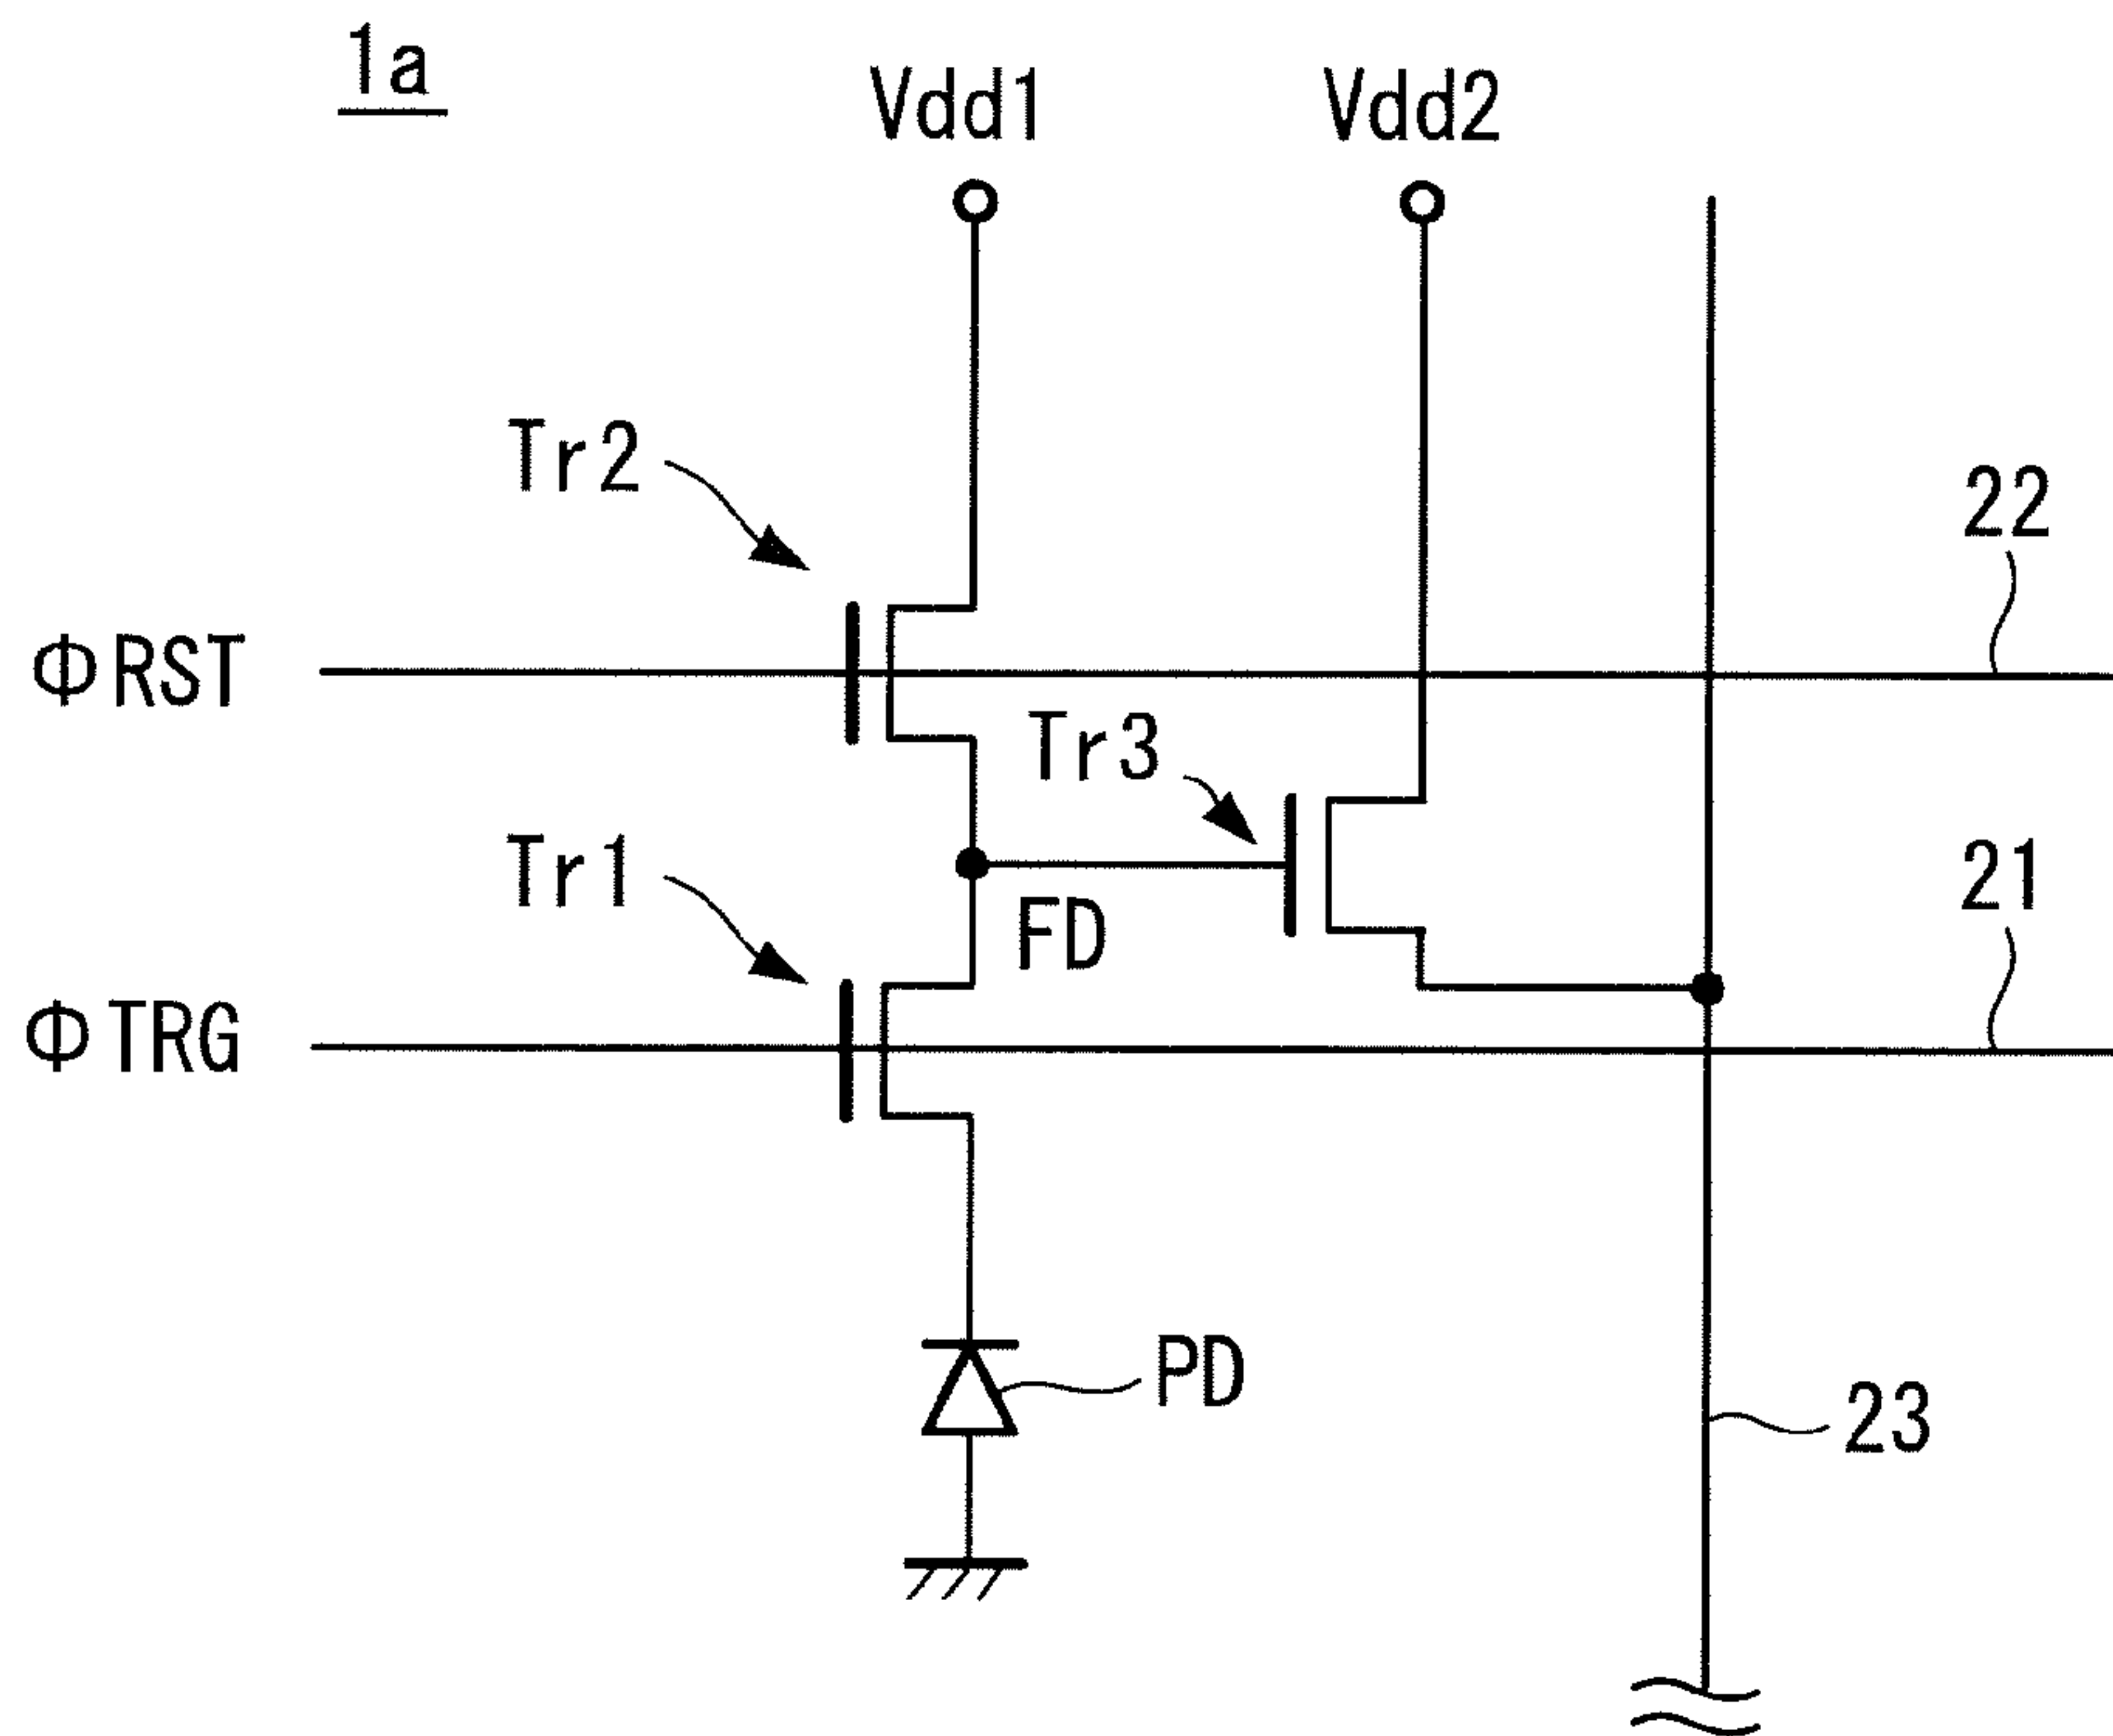 1a
Vdd1
Vdd2
Tr2
22
ΦRST
Tr3
Tr1
21
FD
ΦTRG
PD
23